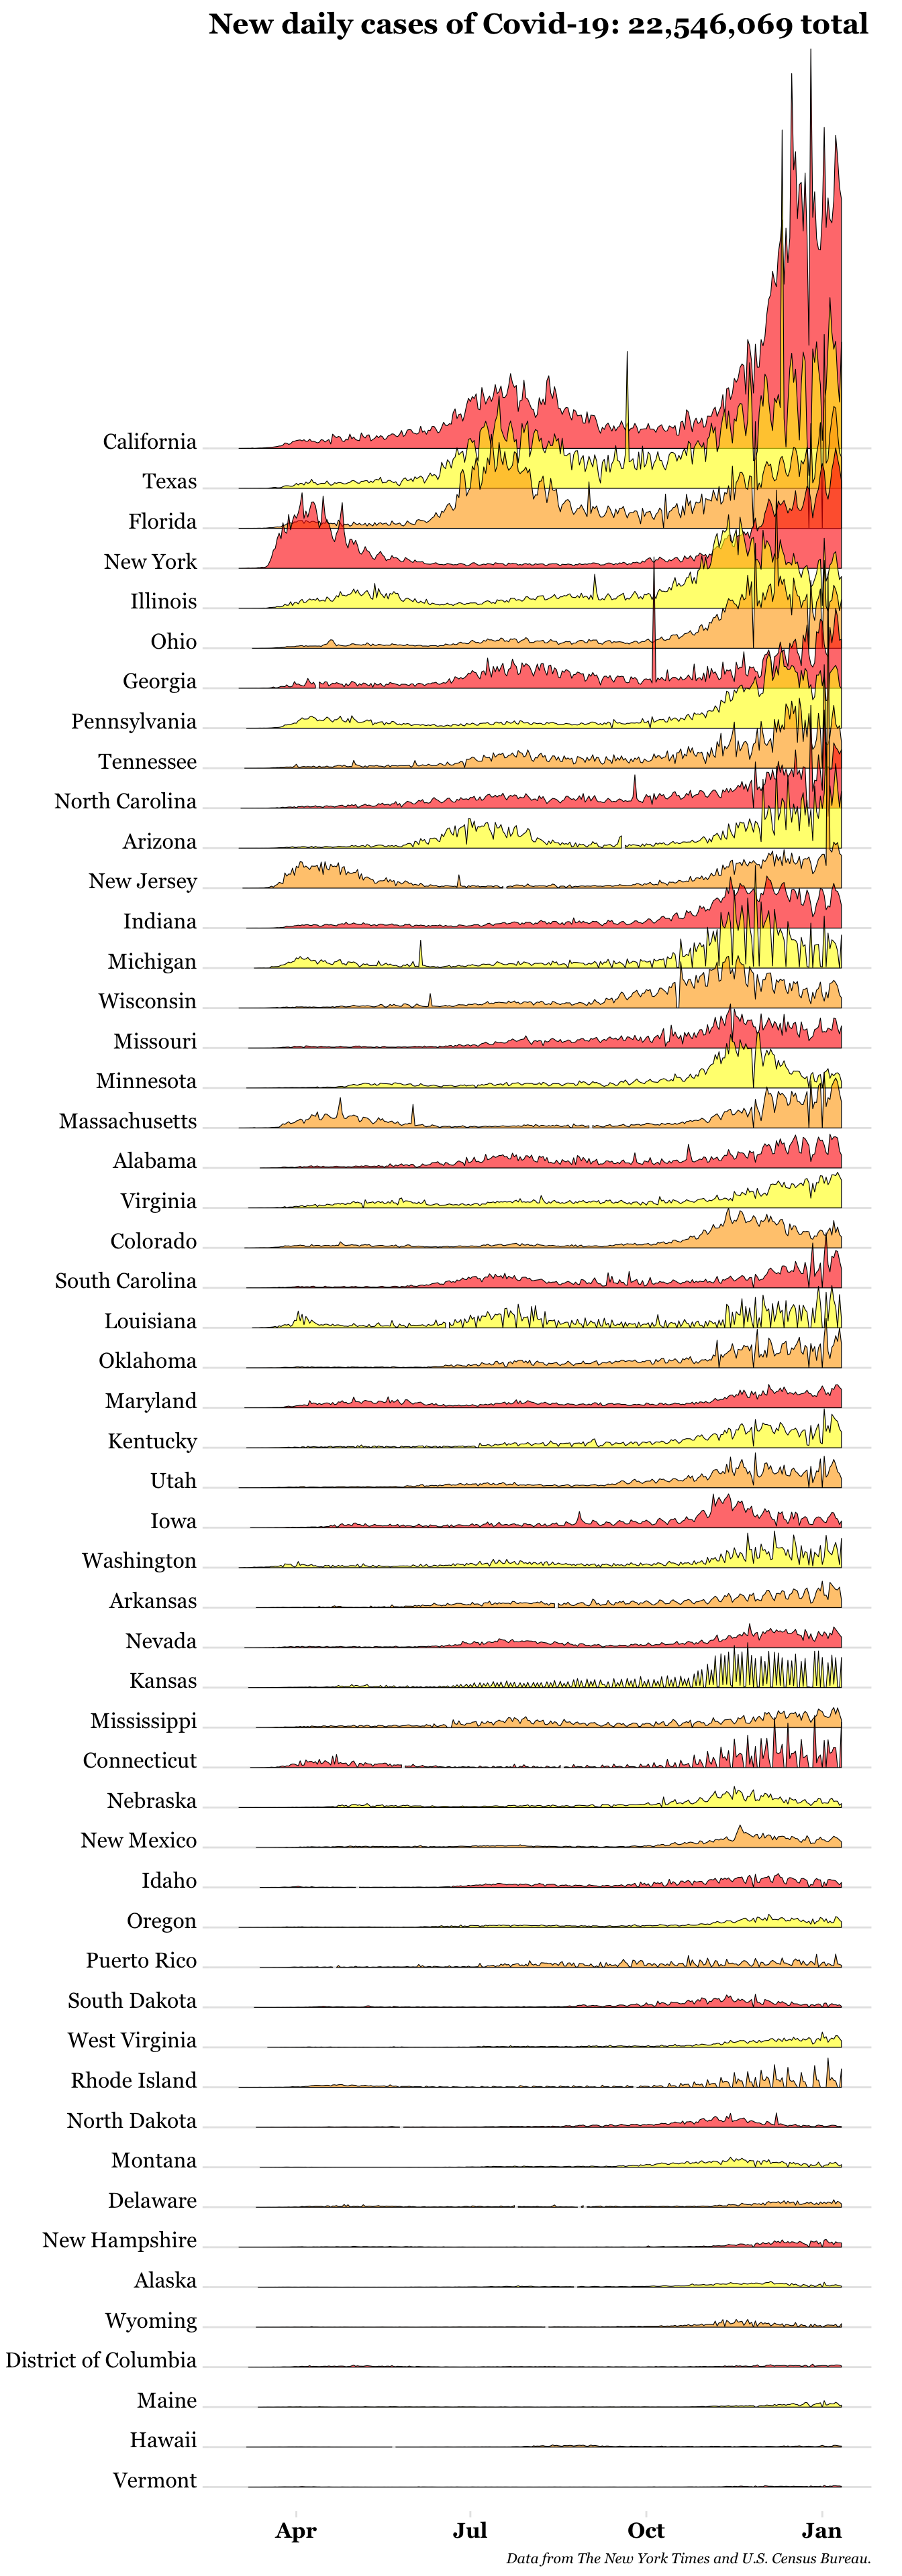 New daily cases of Covid-19: 22,546,069 total
California
Texas
Florida
New York
Illinois
Ohio
Georgia
Pennsylvania
Tennessee
North Carolina
Arizona
New Jersey
Indiana
Michigan
Wisconsin
Missouri
Minnesota
Massachusetts
Alabama
Virginia
Colorado
South Carolina
Louisiana
Oklahoma
Maryland
Kentucky
Utah
Iowa
Washington
Arkansas
Nevada
Kansas
Mississippi
Connecticut
Nebraska
New Mexico
Idaho
Oregon
Puerto Rico
South Dakota
West Virginia
Rhode Island
North Dakota
Montana
Delaware
New Hampshire
Alaska
Wyoming
District of Columbia
Maine
Hawaii
Vermont
Apr Jul Oct Jan
Data from The New York Times and U.S. Census Bureau.